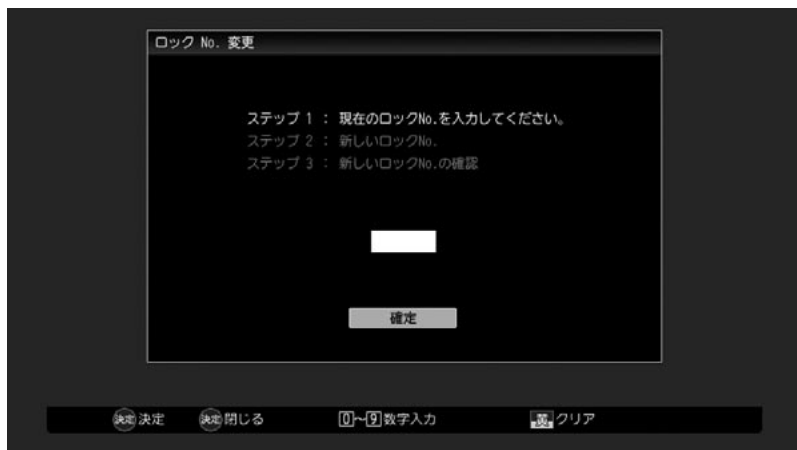 ロック No. 変更
ステップ 1 : 現在のロックNo.を入力してください。
ステップ 2 : 新しいロックNo.
ステップ 3 : 新しいロックNo.の確認
確定
決定 決定 決定 閉じる 0~9 数字入力 黄 クリア